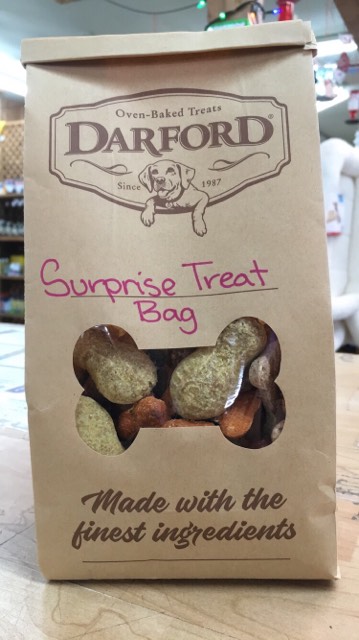 Oven-Baked Treats
DARFORD®
Since 1987
Surprise Treat
Bag
Made with the
finest ingredients